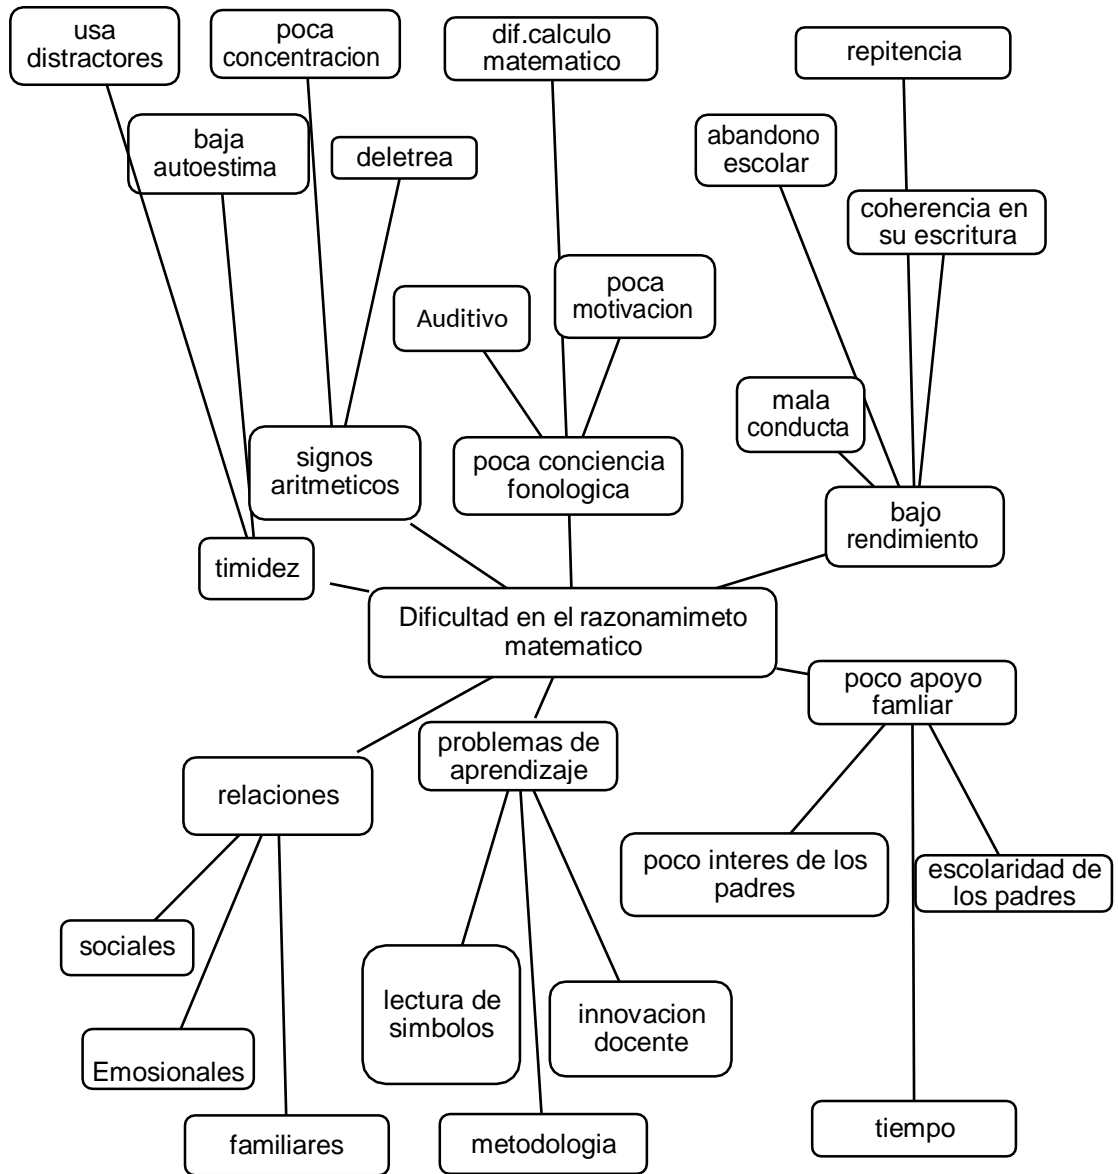 usa
distractores
poca
concentracion
dif.calculo
matematico
repitencia
baja
autoestima
deletrea
abandono
escolar
coherencia en
su escritura
Auditivo
poca
motivacion
mala
conducta
signos
aritmeticos
poca conciencia
fonologica
bajo
rendimiento
timidez
Dificultad en el razonamimeto
matematico
poco apoyo
famliar
problemas de
aprendizaje
relaciones
poco interes de los
padres
escolaridad de
los padres
sociales
lectura de
simbolos
innovacion
docente
Emosionales
familiares
metodologia
tiempo